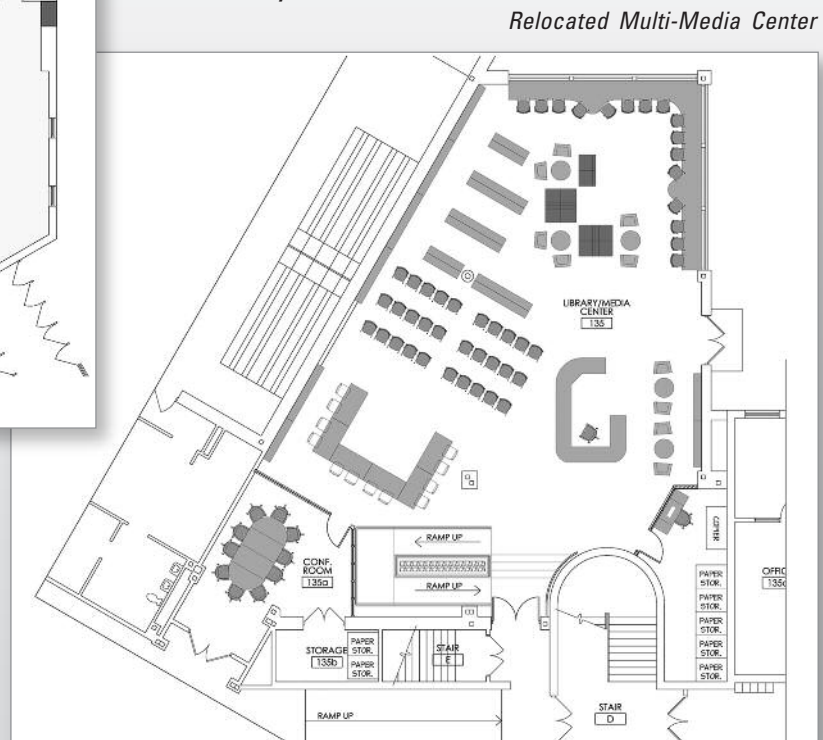 Relocated Multi-Media Center
LIBRARY/MEDIA
CENTER
135
RAMP UP
RAMP UP
CONF.
ROOM
135a
COPIER
PAPER
STOR.
PAPER
STOR.
PAPER
STOR.
PAPER
STOR.
PAPER
STOR.
STORAGE
135b
PAPER
STOR.
PAPER
STOR.
STAIR
E
STAIR
D
RAMP UP